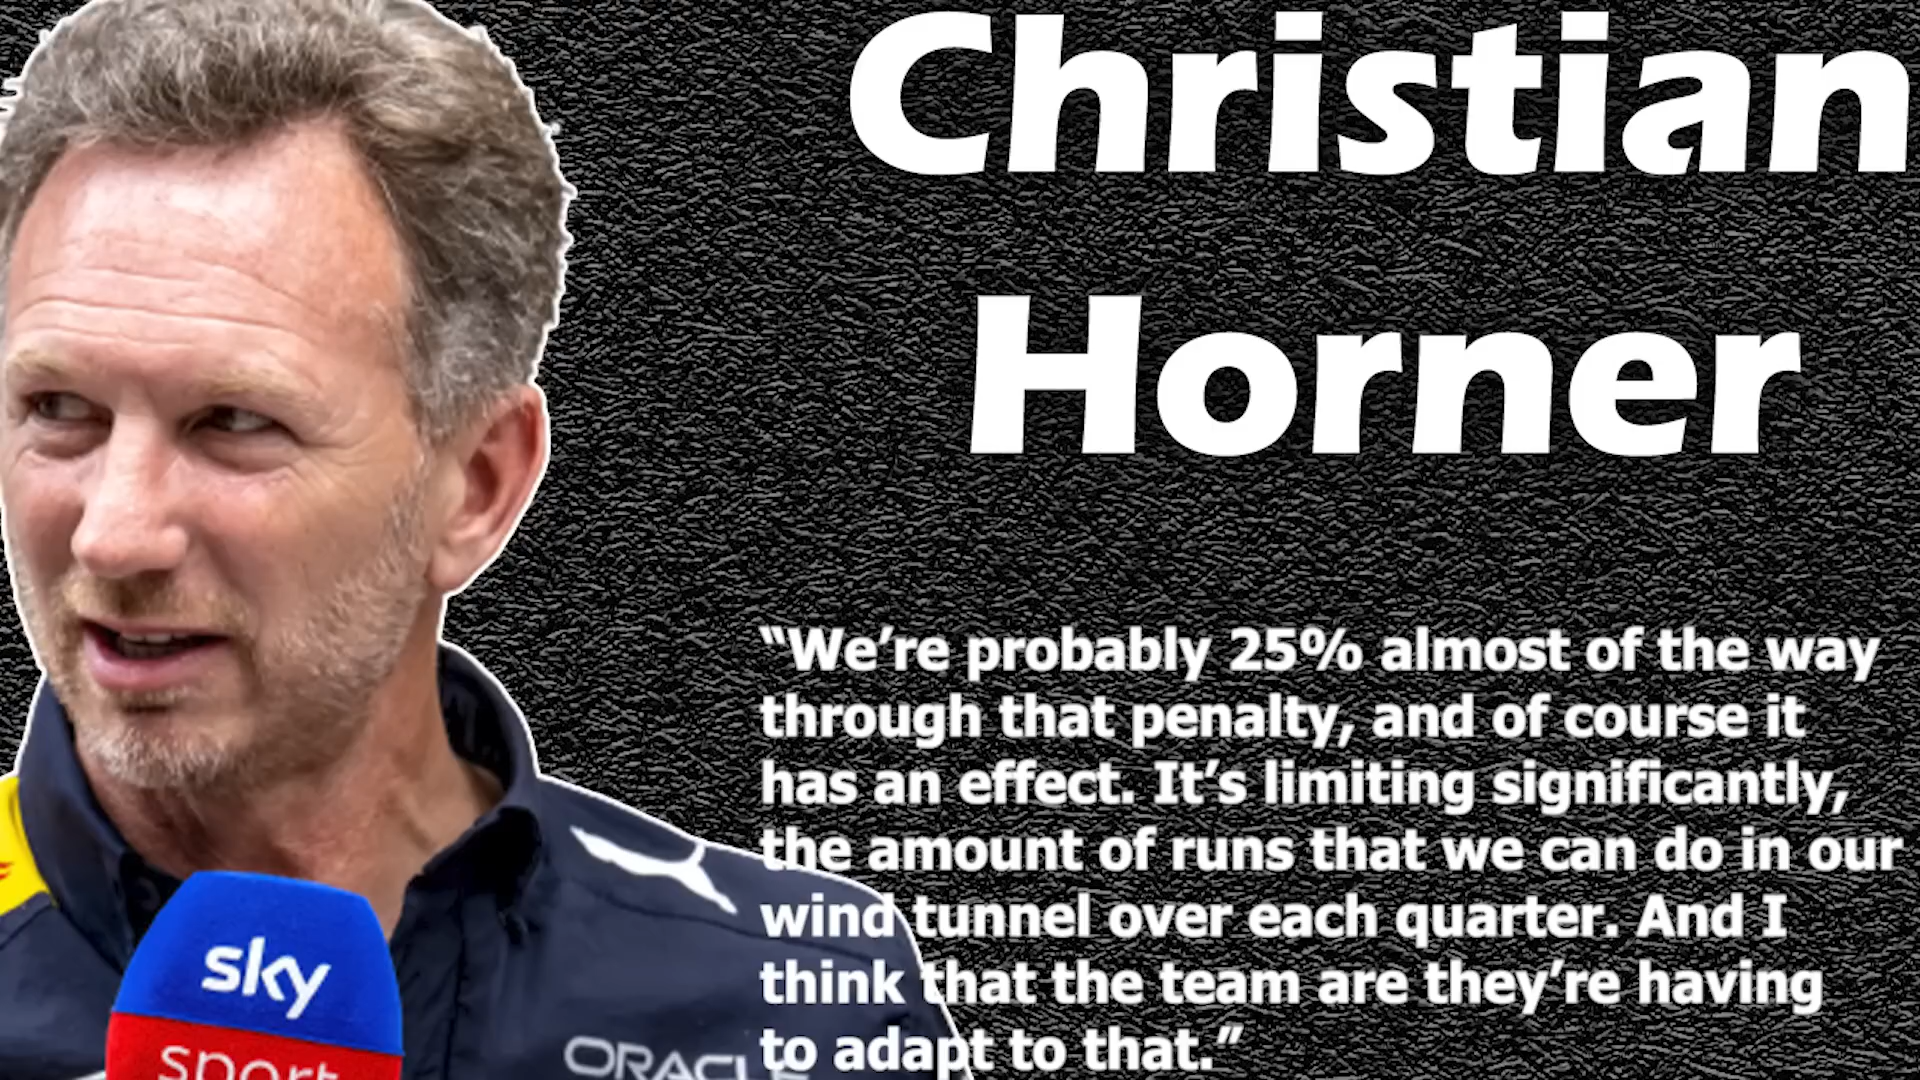 Christian
Horner
“We’re probably 25% almost of the way
through that penalty, and of course it
has an effect. It’s limiting significantly,
the amount of runs that we can do in our
wind tunnel over each quarter. And I
think that the team are they’re having
to adapt to that.”
sky
sport
ORACLE